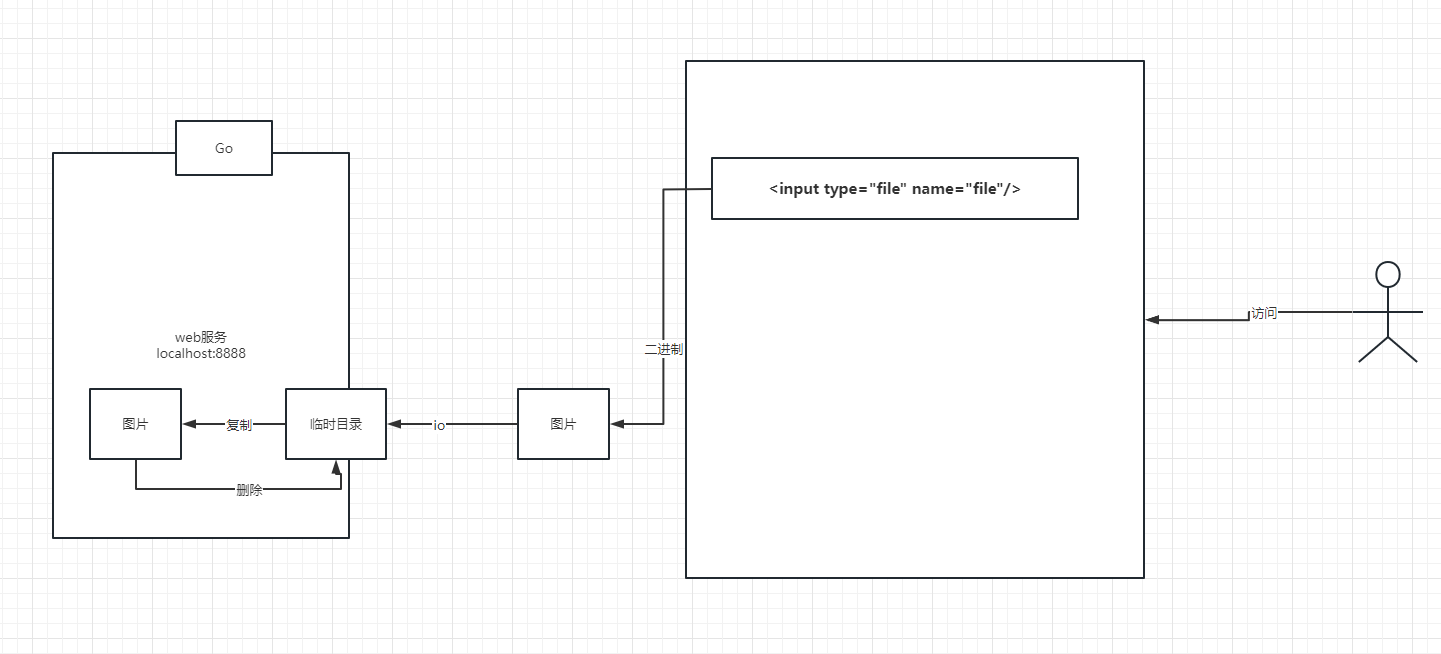 Go
<input type="file" name="file"/>
访问
web服务
localhost:8888
二进制
图片
复制
临时目录
io
图片
删除